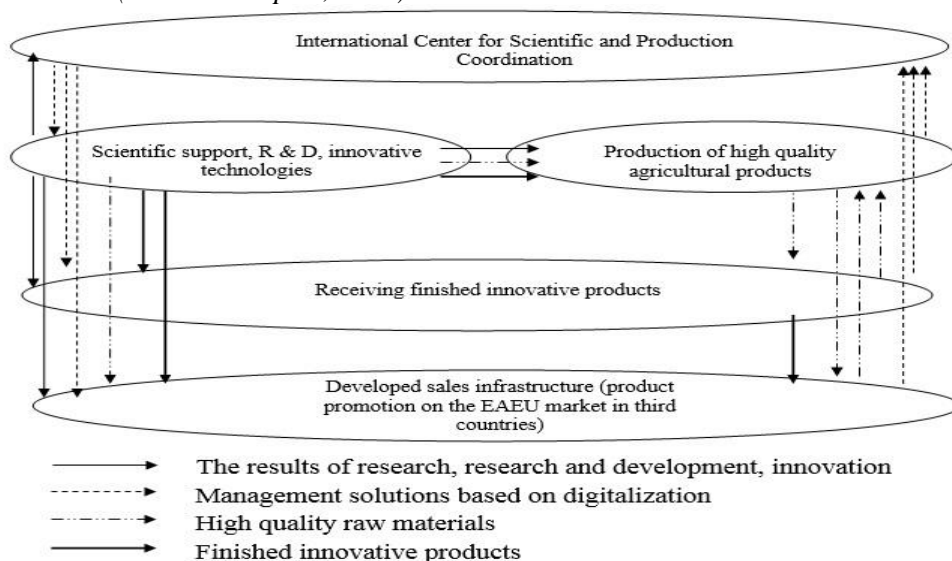 International Center for Scientific and Production
Coordination
Scientific support, R & D, innovative
technologies
Production of high quality
agricultural products
Receiving finished innovative products
Developed sales infrastructure (product
promotion on the EAEU market in third
countries)
The results of research, research and development, innovation
Management solutions based on digitalization
High quality raw materials
Finished innovative products